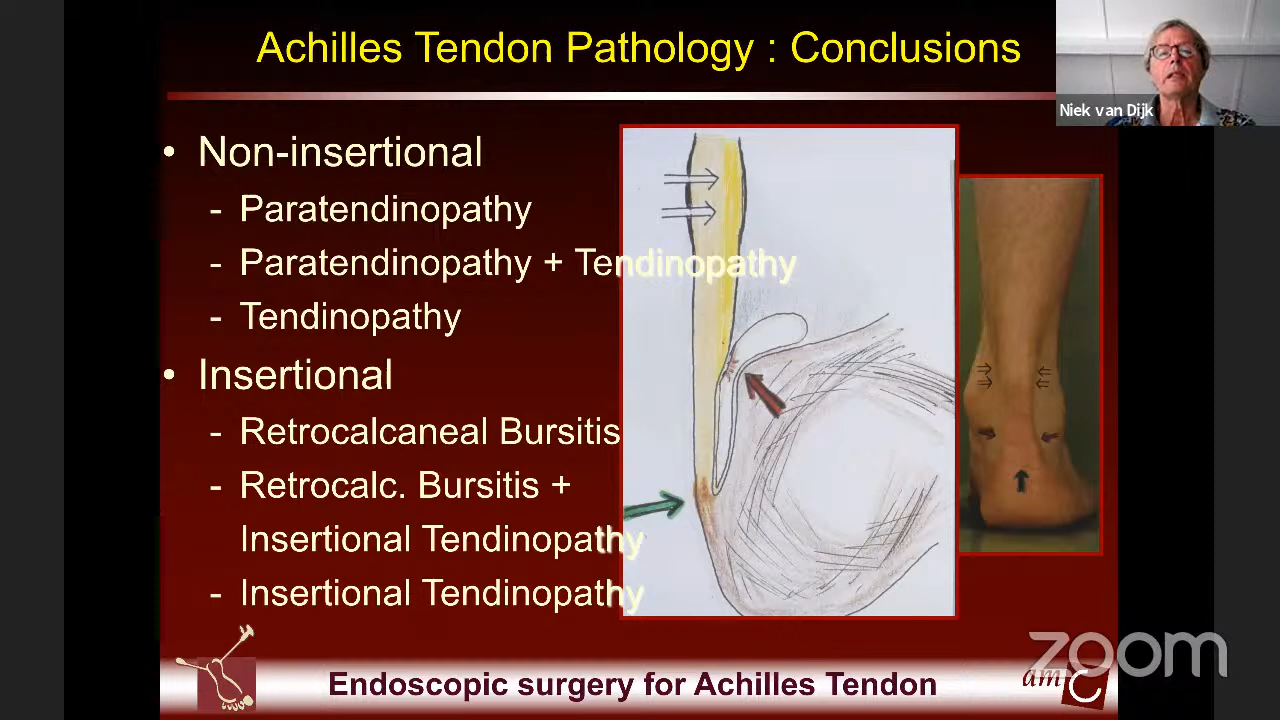 Achilles Tendon Pathology : Conclusions
Niek van Dijk
• Non-insertional
- Paratendinopathy
- Paratendinopathy + Tendinopathy
- Tendinopathy
• Insertional
- Retrocalcaneal Bursitis
- Retrocalc. Bursitis +
Insertional Tendinopathy
- Insertional Tendinopathy
zoom
amC
Endoscopic surgery for Achilles Tendon